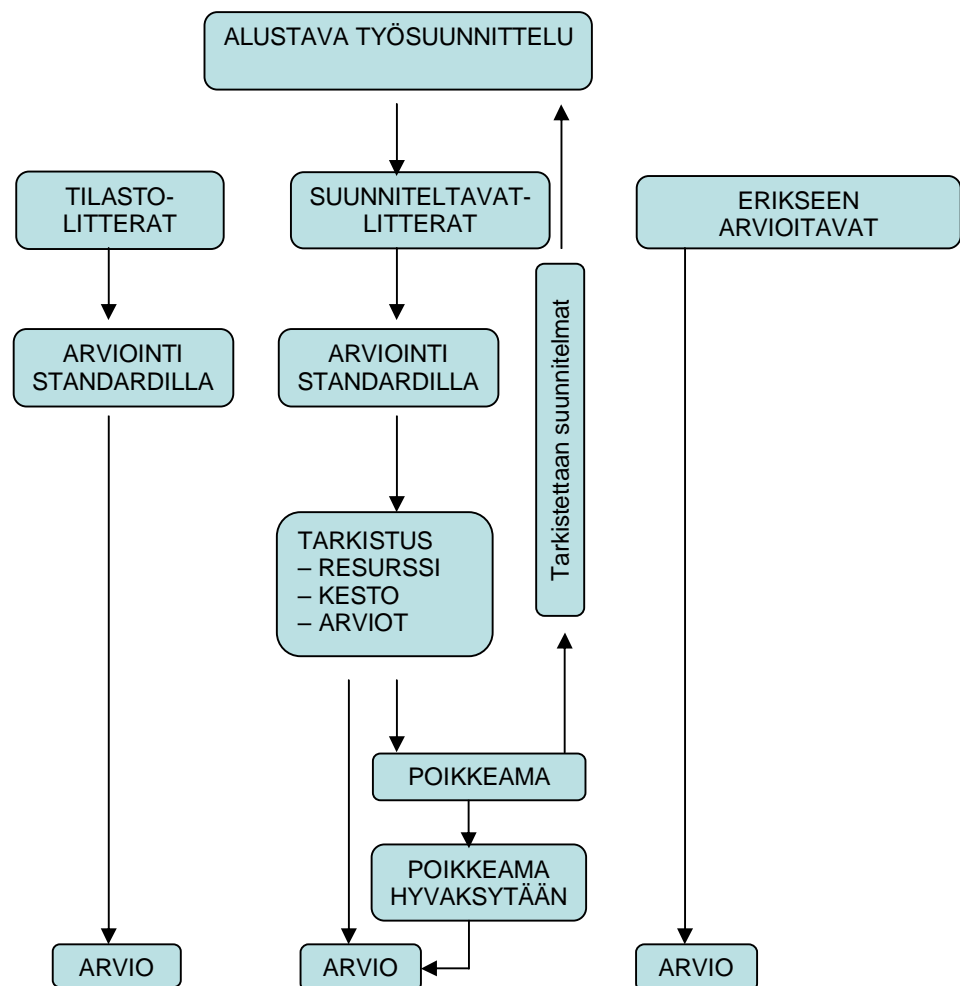 ALUSTAVA TYÖSUUNNITTELU
TILASTO-
LITTERAT
SUUNNITELTAVAT-
LITTERAT
ERIKSEEN
ARVIOITAVAT
ARVIOINTI
STANDARDILLA
ARVIOINTI
STANDARDILLA
Tarkistettaan suunnitelmat
TARKISTUS
– RESURSSI
– KESTO
– ARVIOT
POIKKEAMA
POIKKEAMA
HYVAKSYTÄÄN
ARVIO
ARVIO
ARVIO